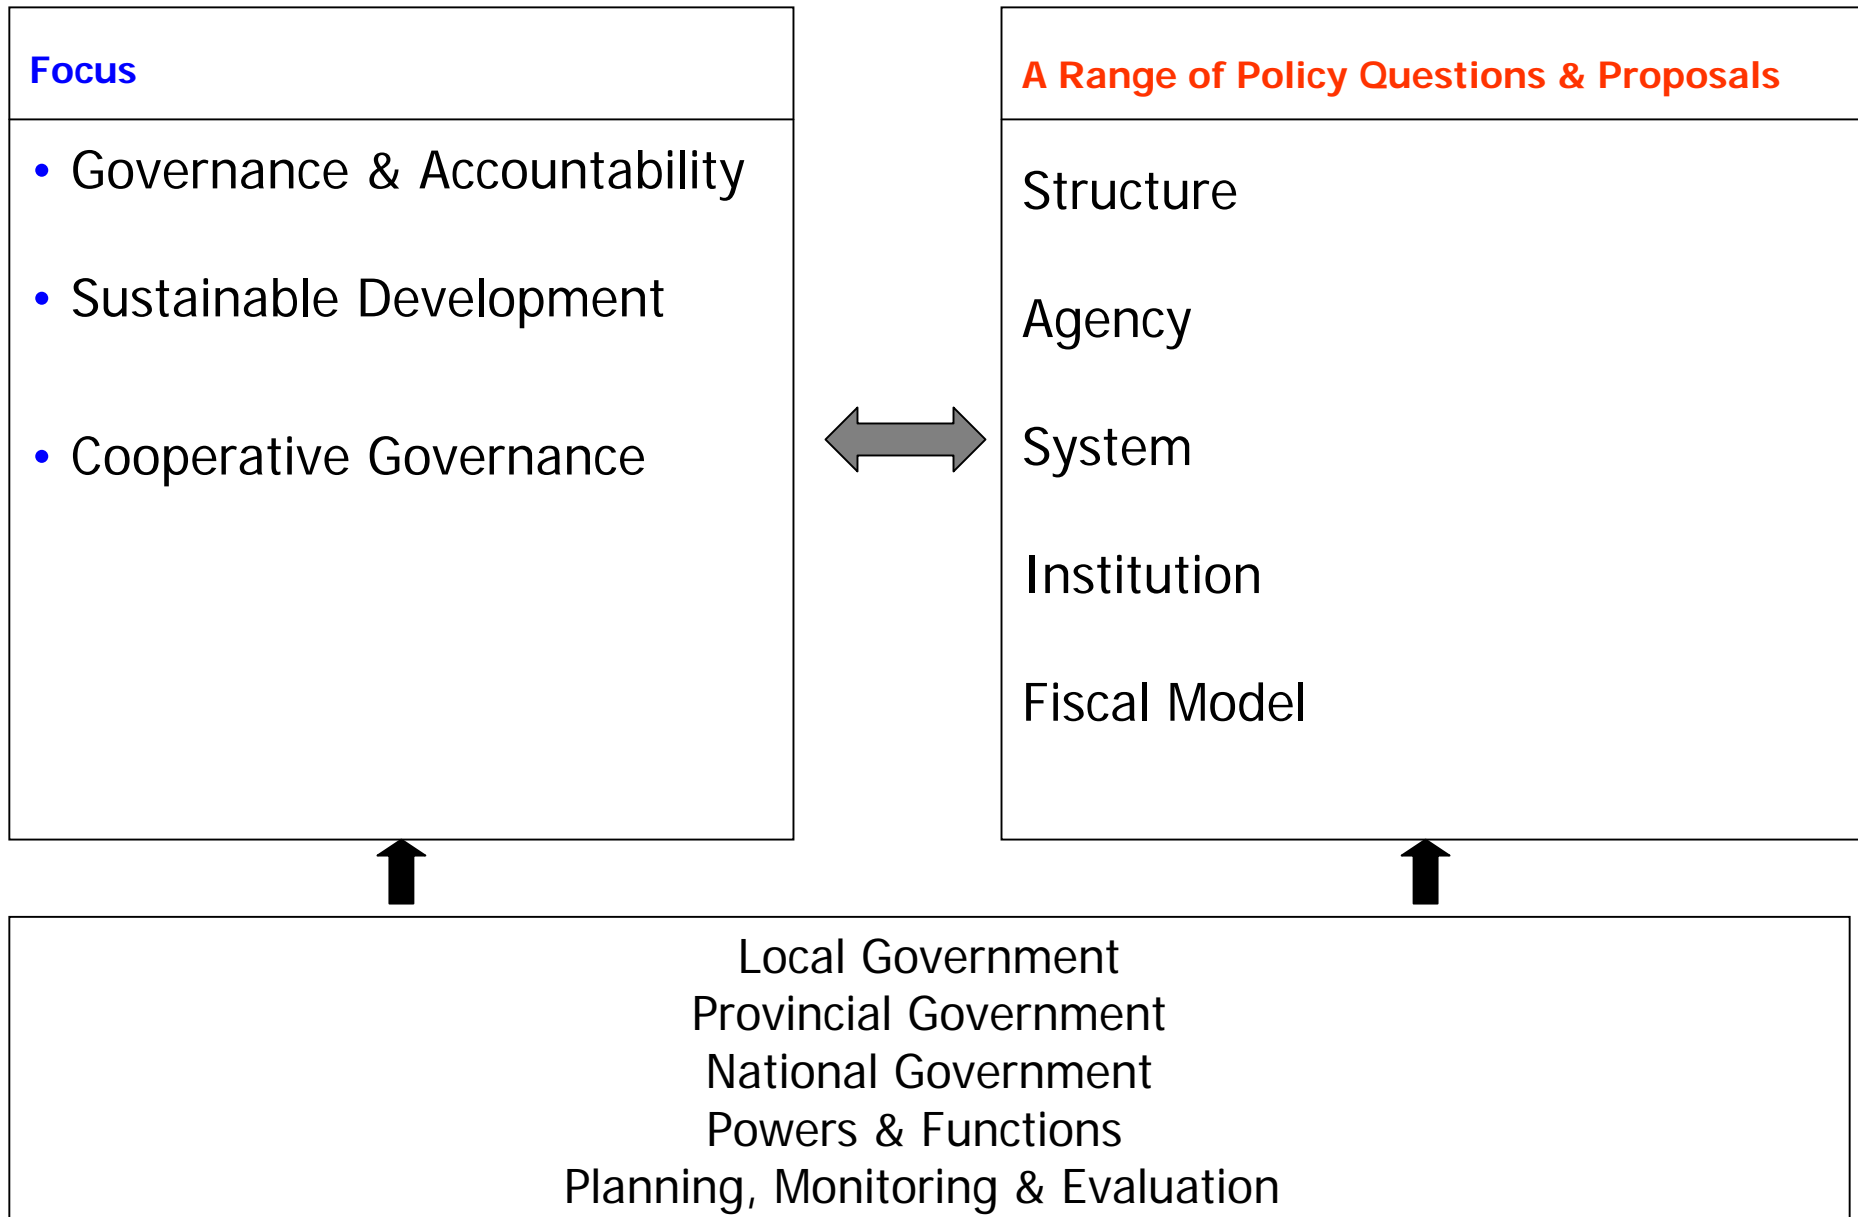 Focus
• Governance & Accountability
• Sustainable Development
• Cooperative Governance
A Range of Policy Questions & Proposals
Structure
Agency
System
Institution
Fiscal Model
Local Government
Provincial Government
National Government
Powers & Functions
Planning, Monitoring & Evaluation